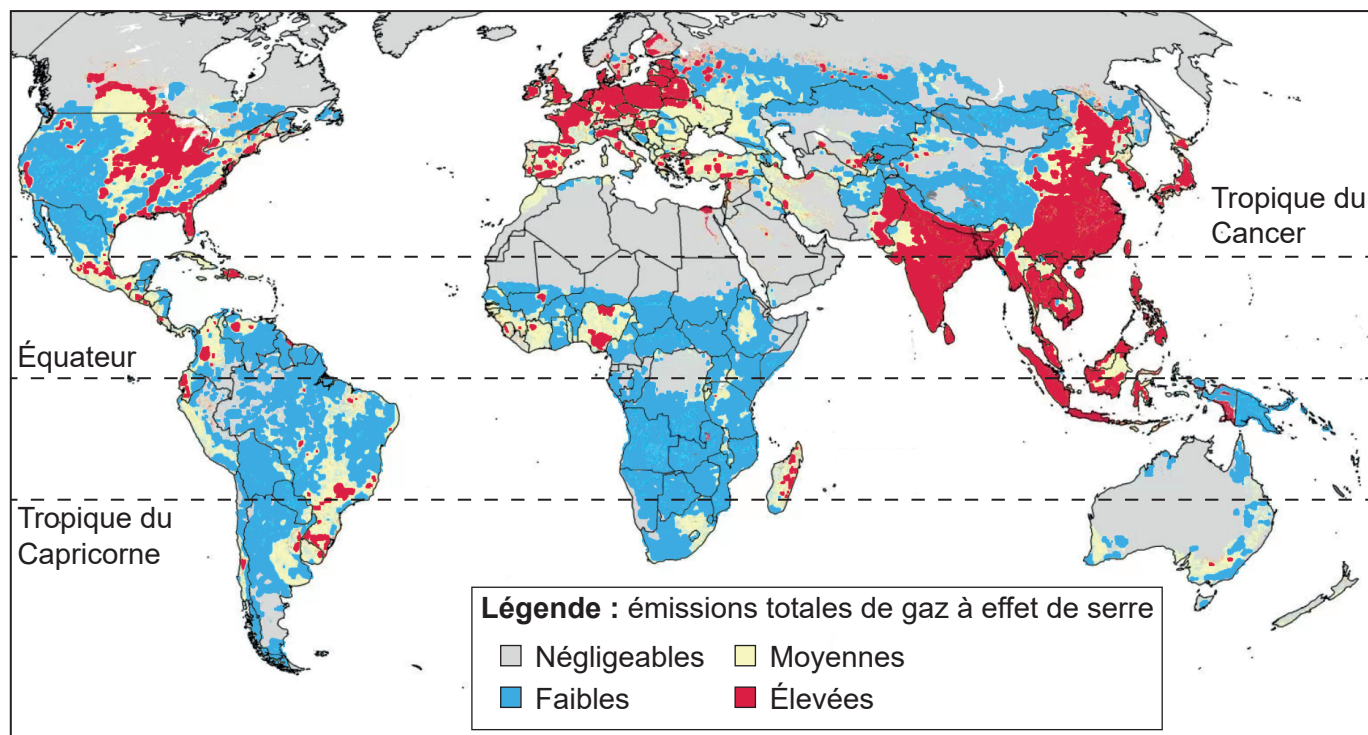 Tropique du
Cancer
Équateur
Tropique du
Capricorne
Légende : émissions totales de gaz à effet de serre
Négligeables
Moyennes
Faibles
Élevées